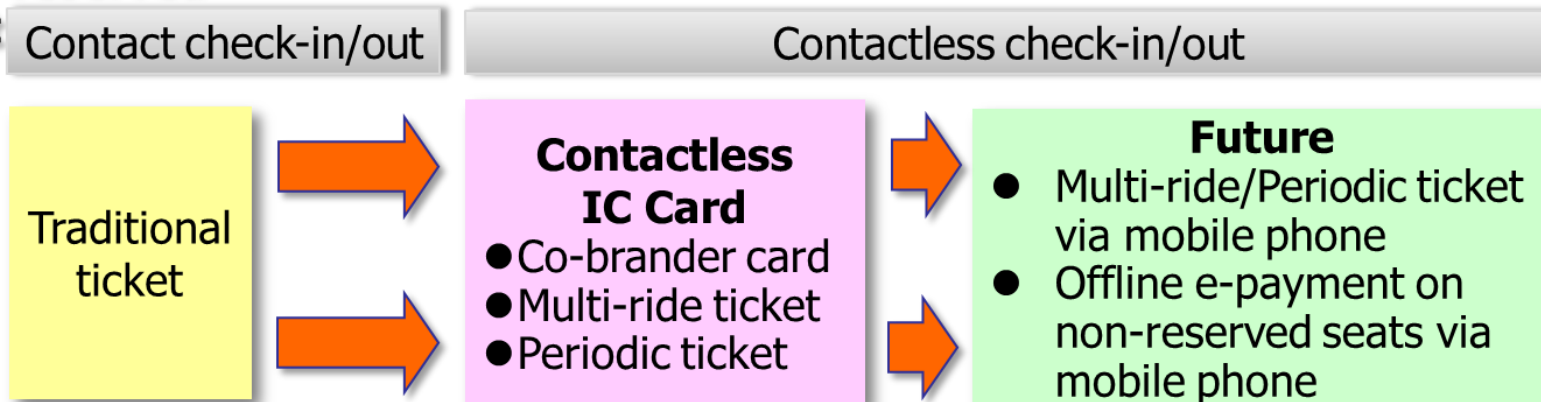 Contact check-in/out
Contactless check-in/out
Traditional
ticket
Contactless
IC Card
●Co-brander card
●Multi-ride ticket
●Periodic ticket
Future
● Multi-ride/Periodic ticket
via mobile phone
● Offline e-payment on
non-reserved seats via
mobile phone